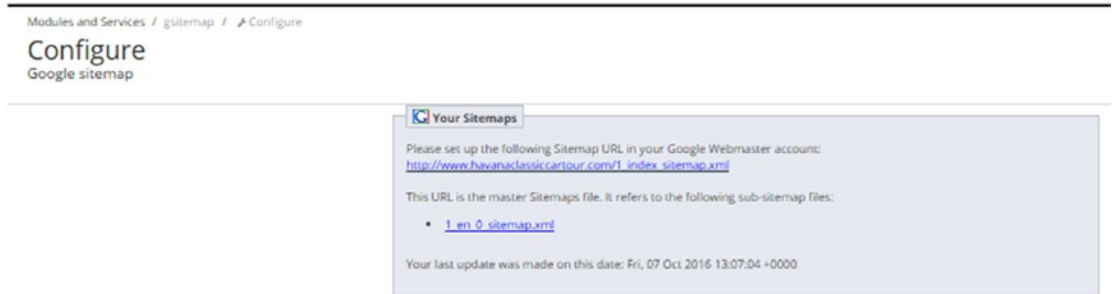 Modules and Services / gsitemap / Configure
Configure
Google sitemap
Your Sitemaps
Please set up the following Sitemap URL in your Google Webmaster account:
http://www.havanaclassiccartour.com/1_index_sitemap.xml
This URL is the master Sitemaps file. It refers to the following sub-sitemap files:
1_en_0_sitemap.xml
Your last update was made on this date: Fri, 07 Oct 2016 13:07:04 +0000